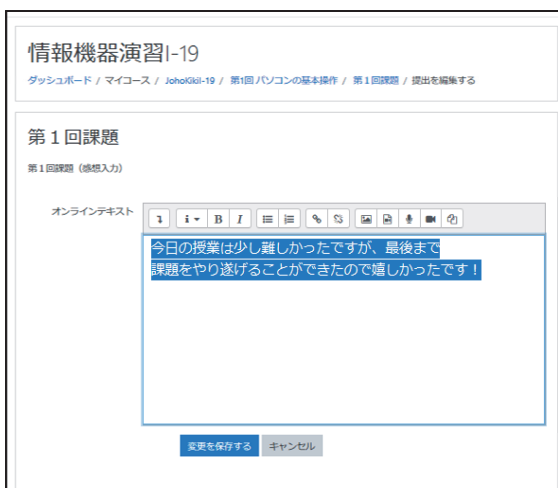 情報機器演習I-19
ダッシュボード / マイコース / JohoKikiI-19 / 第1回 パソコンの基本操作 / 第1回課題 / 提出を編集する
第1回課題
第1回課題（感想入力）
オンラインテキスト
今日の授業は少し難しかったですが、最後まで
課題をやり遂げることができたので嬉しかったです！
変更を保存する キャンセル